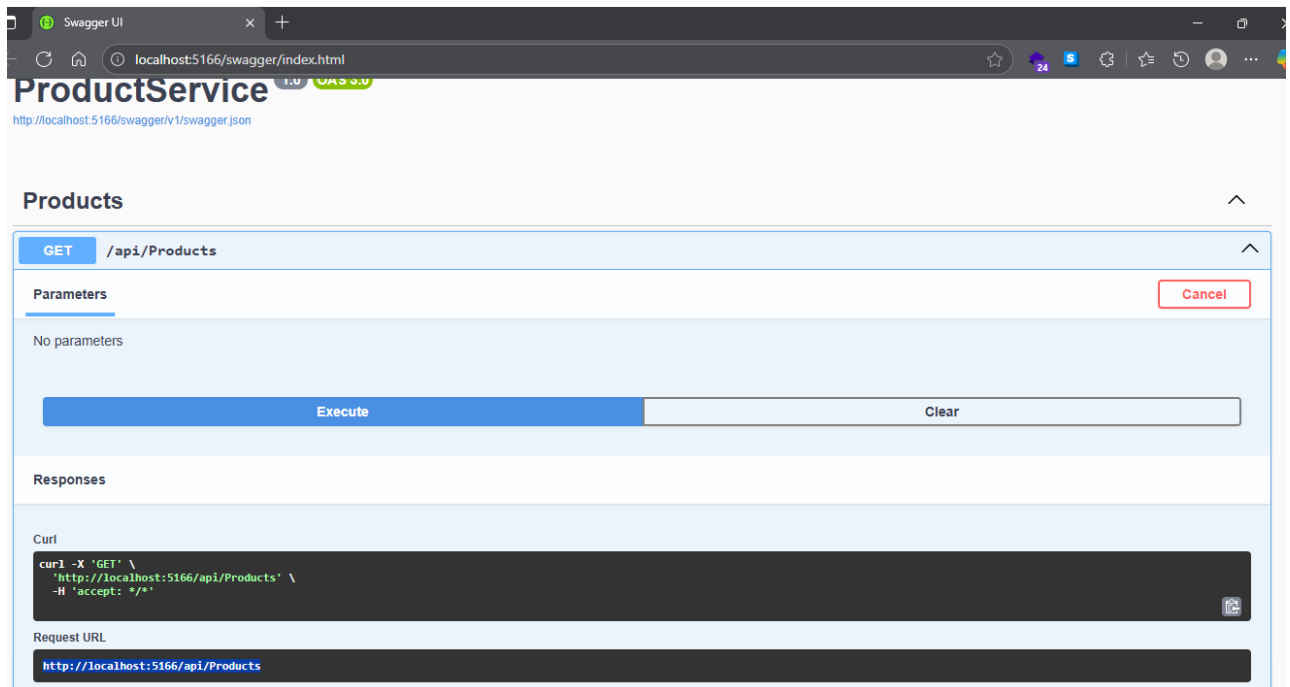 Swagger UI
localhost:5166/swagger/index.html
24
S
ProductService 1.0 OAS 3.0
http://localhost:5166/swagger/v1/swagger.json
Products
GET /api/Products
Parameters
Cancel
No parameters
Execute
Clear
Responses
Curl
curl -X 'GET' \
'http://localhost:5166/api/Products' \
-H 'accept: */*'
Request URL
http://localhost:5166/api/Products